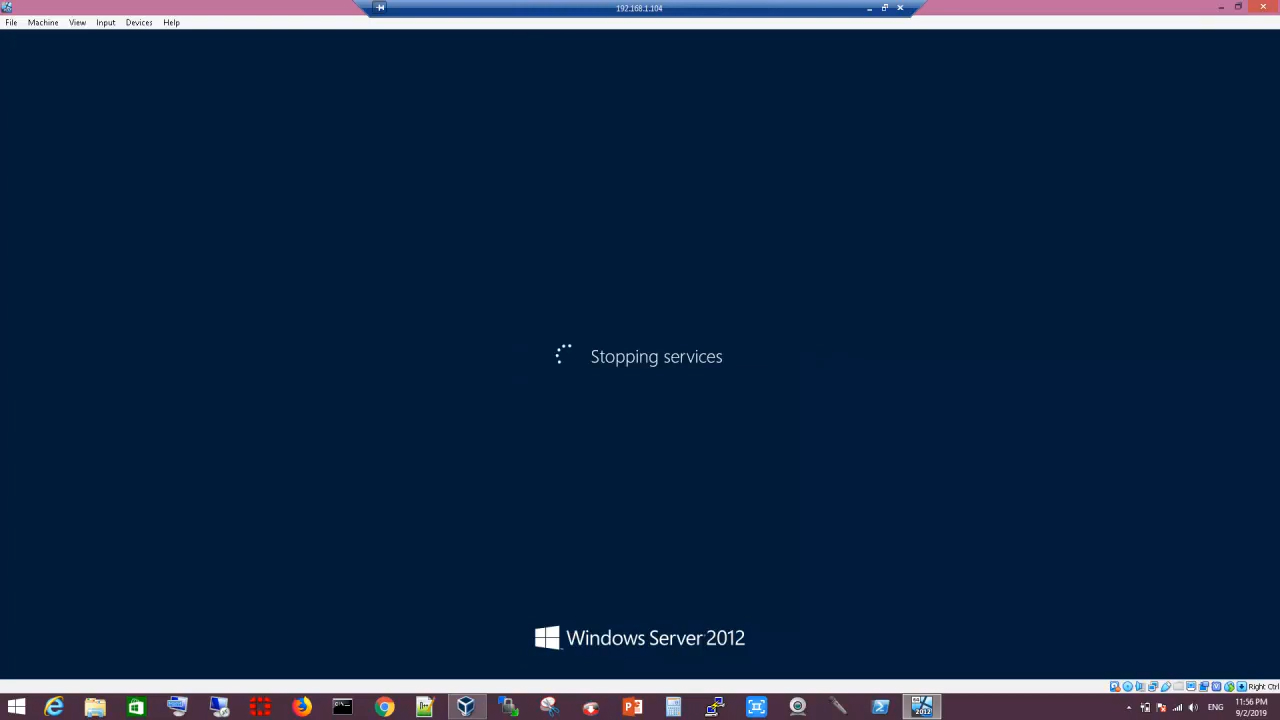 192.168.1.104
File Machine View Input Devices Help
Stopping services
Windows Server 2012
Right Ctrl
2012
ENG
11:56 PM
9/2/2019